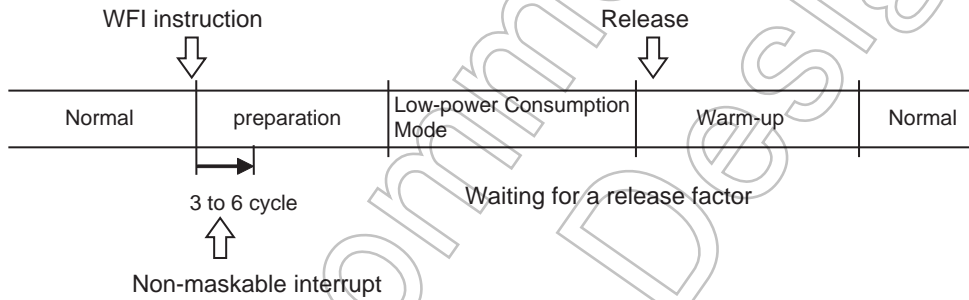 WFI instruction
Release
Normal
preparation
Low-power Consumption
Mode
Warm-up
Normal
3 to 6 cycle
Waiting for a release factor
Non-maskable interrupt